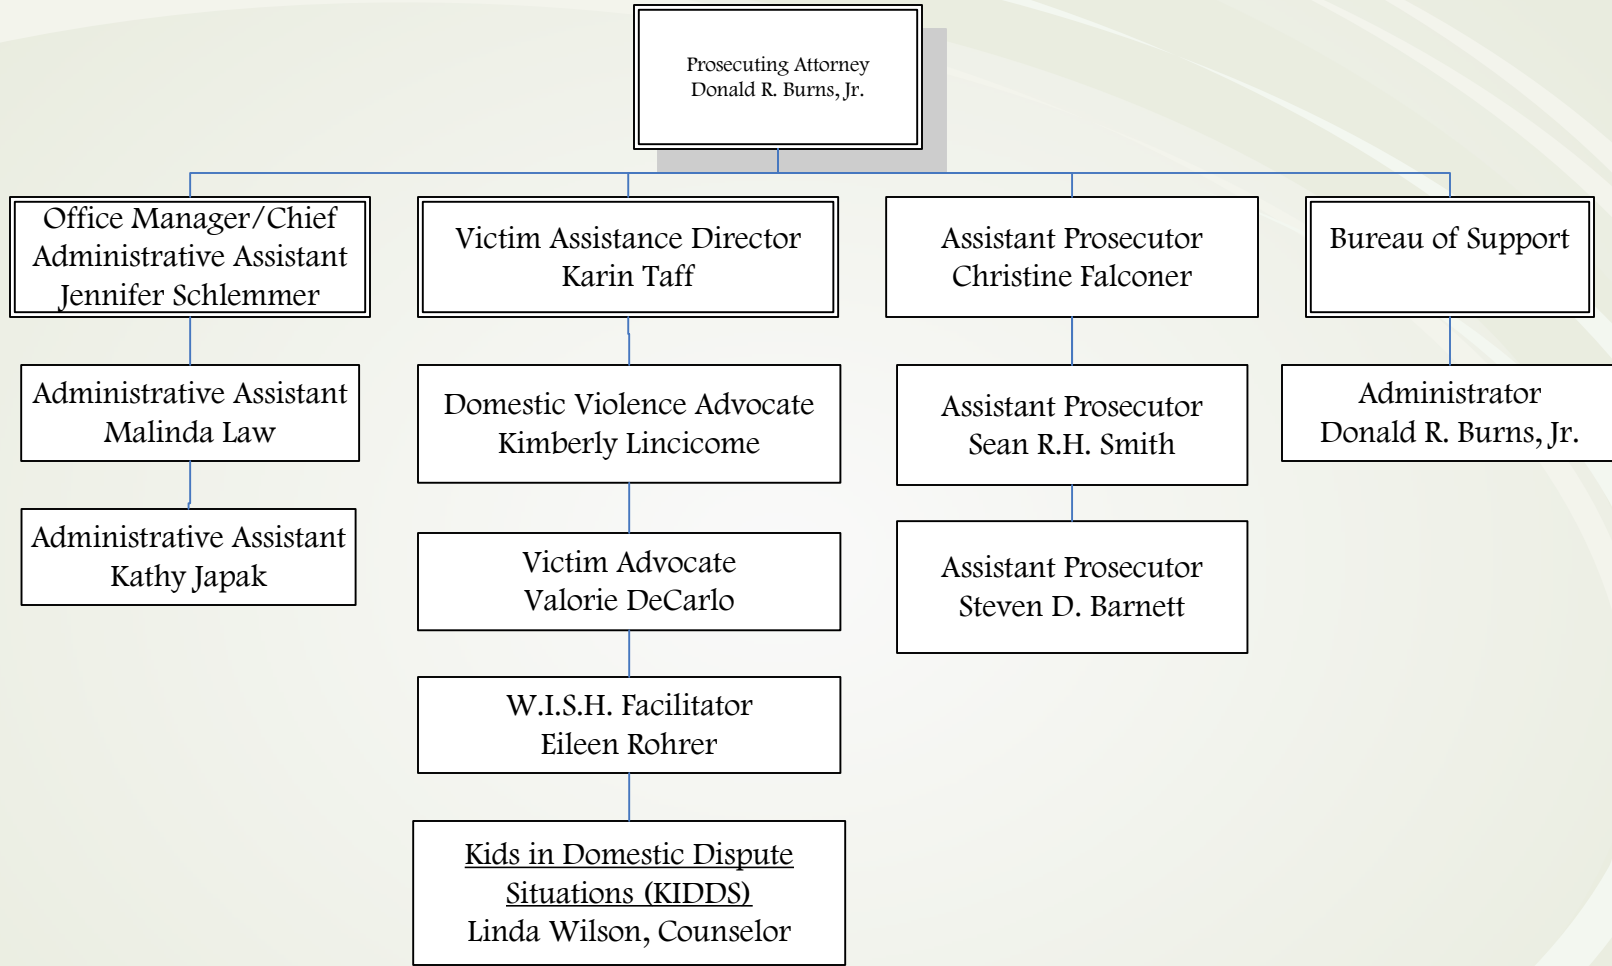 Prosecuting Attorney
Donald R. Burns, Jr.
Office Manager/Chief
Administrative Assistant
Jennifer Schlemmer
Victim Assistance Director
Karin Taff
Assistant Prosecutor
Christine Falconer
Bureau of Support
Administrative Assistant
Malinda Law
Domestic Violence Advocate
Kimberly Lincicome
Assistant Prosecutor
Sean R.H. Smith
Administrator
Donald R. Burns, Jr.
Administrative Assistant
Kathy Japak
Victim Advocate
Valorie DeCarlo
Assistant Prosecutor
Steven D. Barnett
W.I.S.H. Facilitator
Eileen Rohrer
Kids in Domestic Dispute
Situations (KIDDS)
Linda Wilson, Counselor